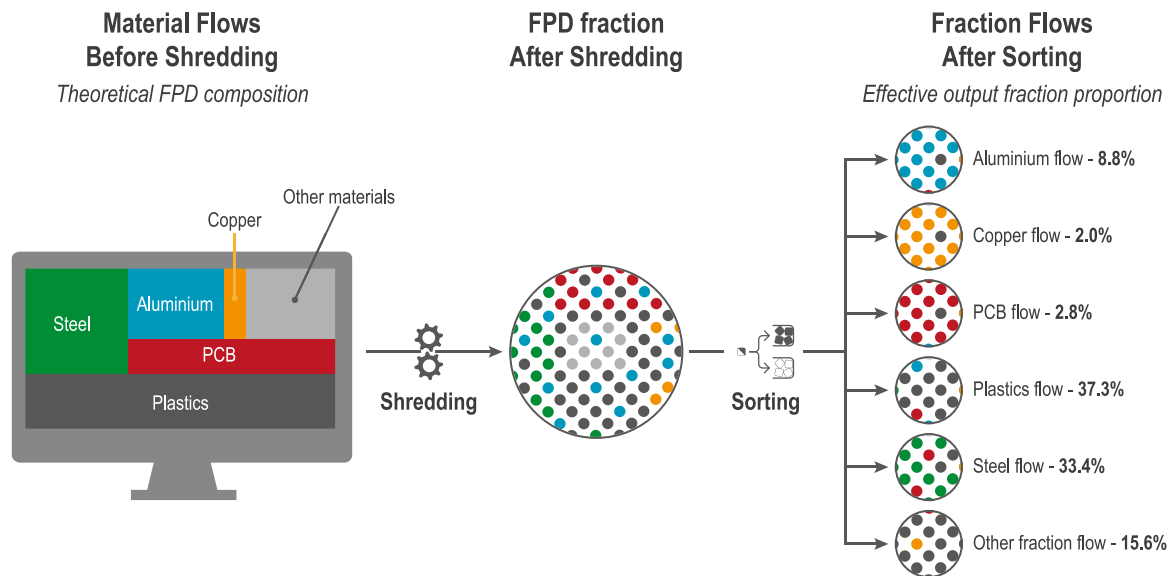 Material Flows
Before Shredding
Theoretical FPD composition
FPD fraction
After Shredding
Fraction Flows
After Sorting
Effective output fraction proportion
Other materials
Copper
Steel
Aluminium
PCB
Plastics
Shredding
Sorting
Aluminium flow - 8.8%
Copper flow - 2.0%
PCB flow - 2.8%
Plastics flow - 37.3%
Steel flow - 33.4%
Other fraction flow - 15.6%